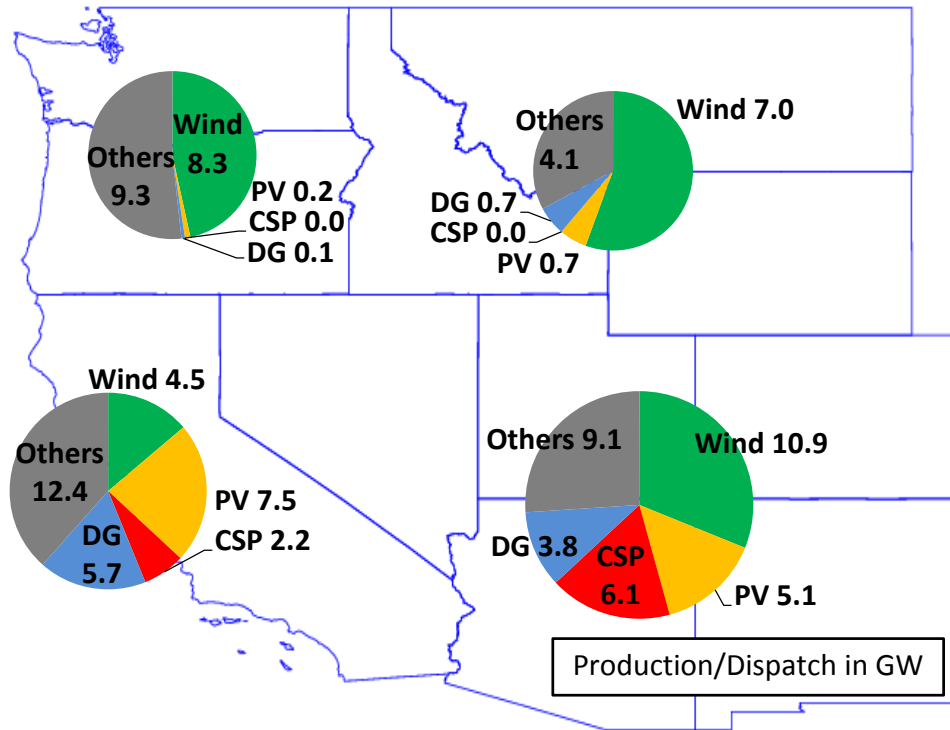 Wind
8.3
Others
9.3
PV 0.2
CSP 0.0
DG 0.1
Wind 7.0
Others
4.1
DG 0.7
CSP 0.0
PV 0.7
Wind 4.5
Others
12.4
PV 7.5
CSP 2.2
DG
5.7
Others 9.1
Wind 10.9
DG 3.8
CSP
6.1
PV 5.1
Production/Dispatch in GW